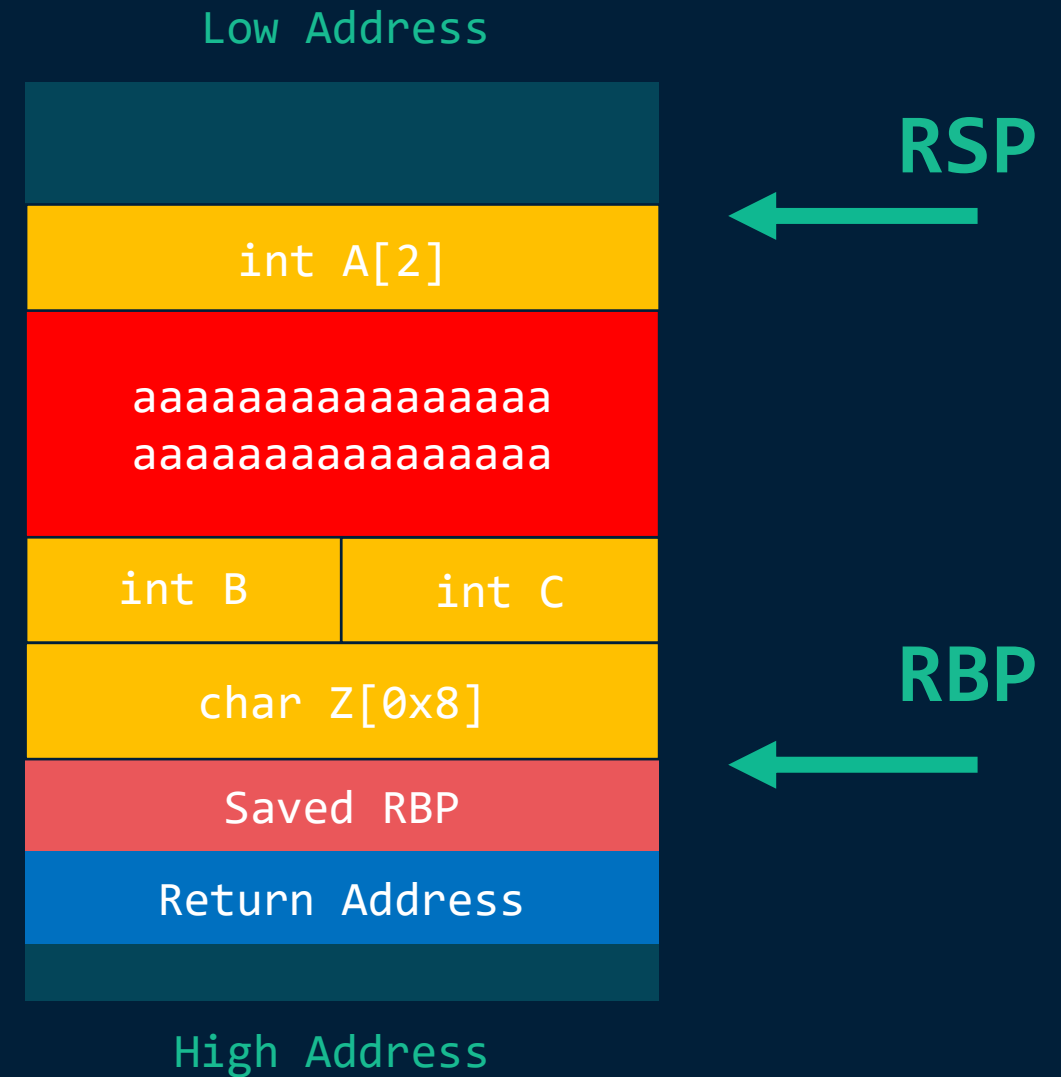 Low Address
RSP
int A[2]
aaaaaaaaaaaaaaaa
aaaaaaaaaaaaaaaa
int B
int C
RBP
char Z[0x8]
Saved RBP
Return Address
High Address